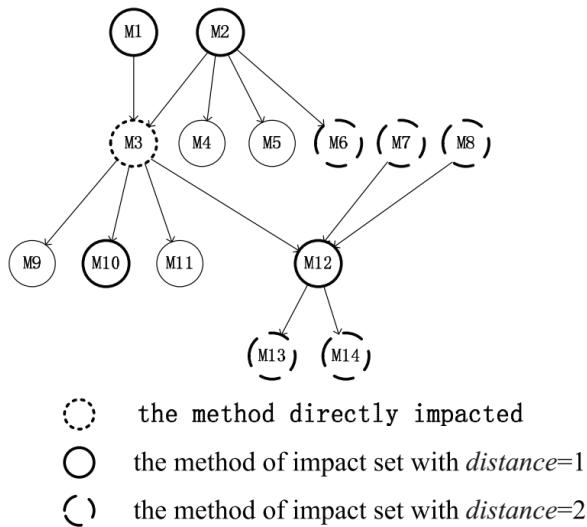 M1 M2
M3 M4 M5 M6 M7 M8
M9 M10 M11 M12
M13 M14
the method directly impacted
the method of impact set with distance=1
the method of impact set with distance=2